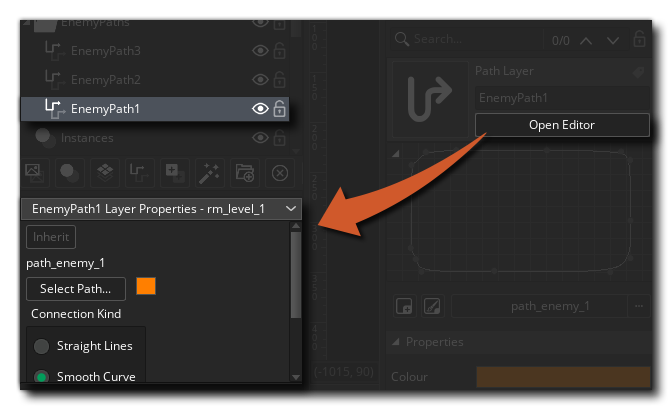 EnemyPaths
EnemyPath3
EnemyPath2
EnemyPath1
Instances
EnemyPath1 Layer Properties - rm_level_1
Inherit
path_enemy_1
Select Path...
Connection Kind
Straight Lines
Smooth Curve
(-1015, 90)
Search...
0/0
Path Layer
EnemyPath1
Open Editor
path_enemy_1
...
Properties
Colour